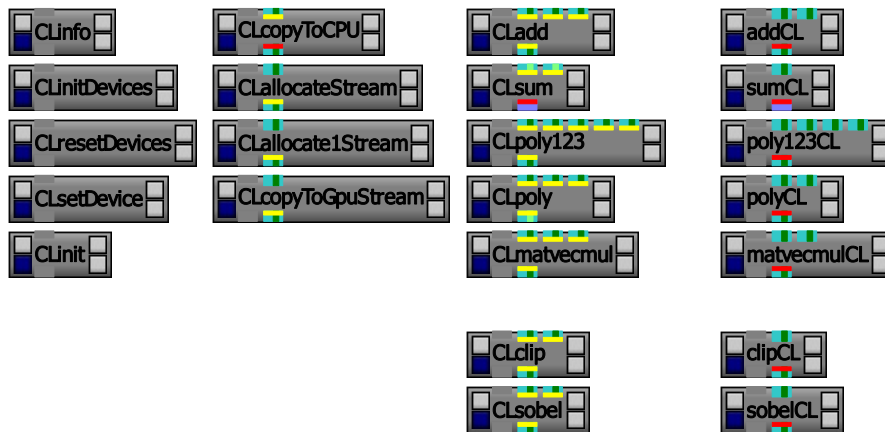 CLinfo
CLcopyToCPU
CLadd
addCL
CLinitDevices
CLallocateStream
CLsum
sumCL
CLresetDevices
CLallocate1Stream
CLpoly123
poly123CL
CLsetDevice
CLcopyToGpuStream
CLpoly
polyCL
CLinit
CLmatvecmul
matvecmulCL
CLclip
clipCL
CLsobel
sobelCL